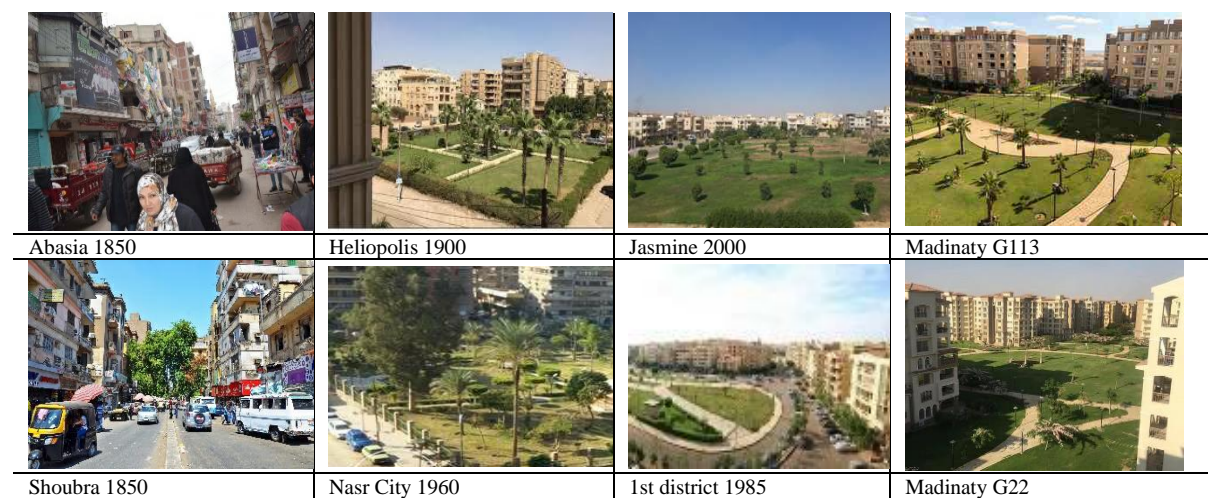 Abasia 1850
Heliopolis 1900
Jasmine 2000
Madinaty G113
Shoubra 1850
Nasr City 1960
1st district 1985
Madinaty G22